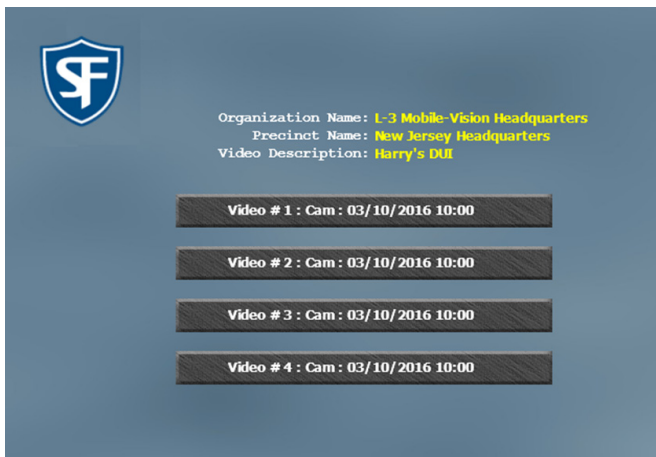 SF
Organization Name: L-3 Mobile-Vision Headquarters
Precinct Name: New Jersey Headquarters
Video Description: Harry's DUI
Video # 1 : Cam : 03/10/2016 10:00
Video # 2 : Cam : 03/10/2016 10:00
Video # 3 : Cam : 03/10/2016 10:00
Video # 4 : Cam : 03/10/2016 10:00